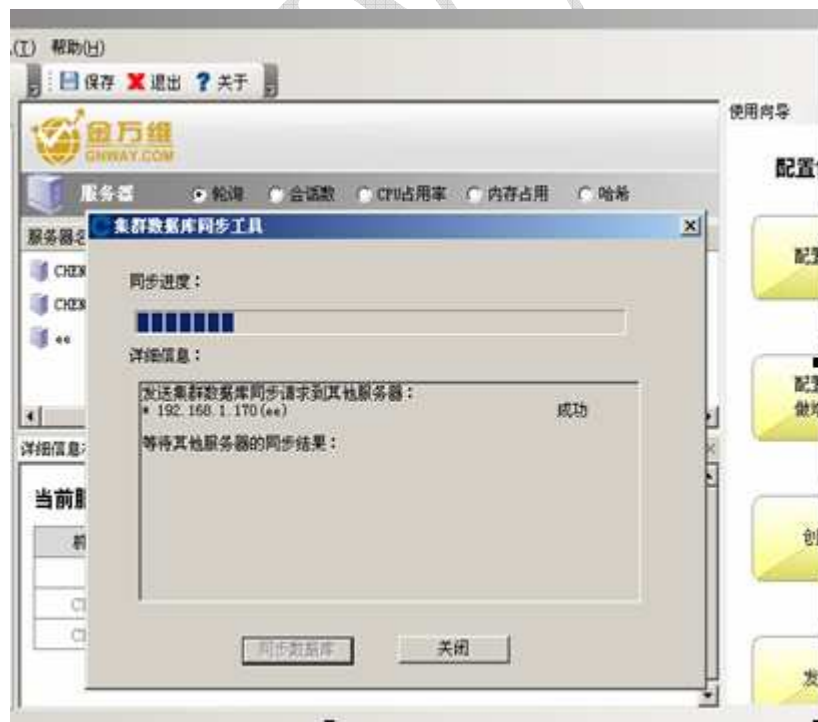 (T) 帮助(H)
保存 退出 ? 关于
使用向导
金万维
GNWAY.COM
服务器 轮询 会话数 CPU占用率 内存占用 哈希
配置
服务器名
集群数据库同步工具
CHEN
CHEN
ee
同步进度：
配置
详细信息：
发送集群数据库同步请求到其他服务器：
* 192.168.1.170(ee) 成功
等待其他服务器的同步结果：
配置
做
详细信息
当前服
创
同步数据库 关闭
发